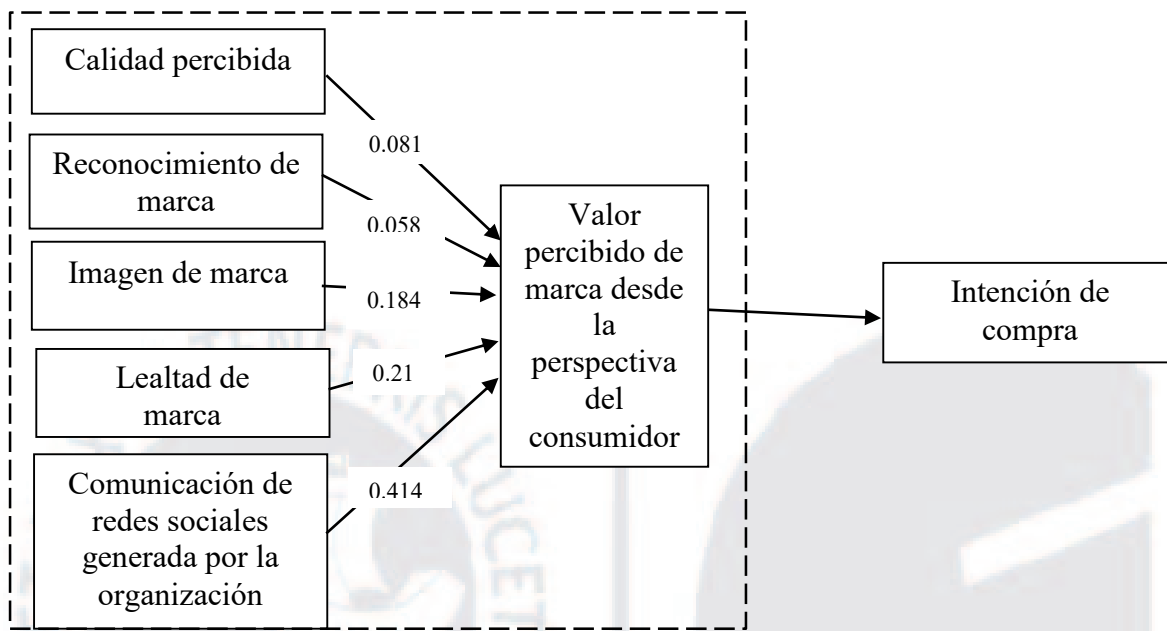 Calidad percibida
0.081
Reconocimiento de
marca
0.058
Imagen de marca
0.184
Lealtad de
marca
0.21
Comunicación de
redes sociales
generada por la
organización
0.414
Valor
percibido de
marca desde
la
perspectiva
del
consumidor
Intención de
compra